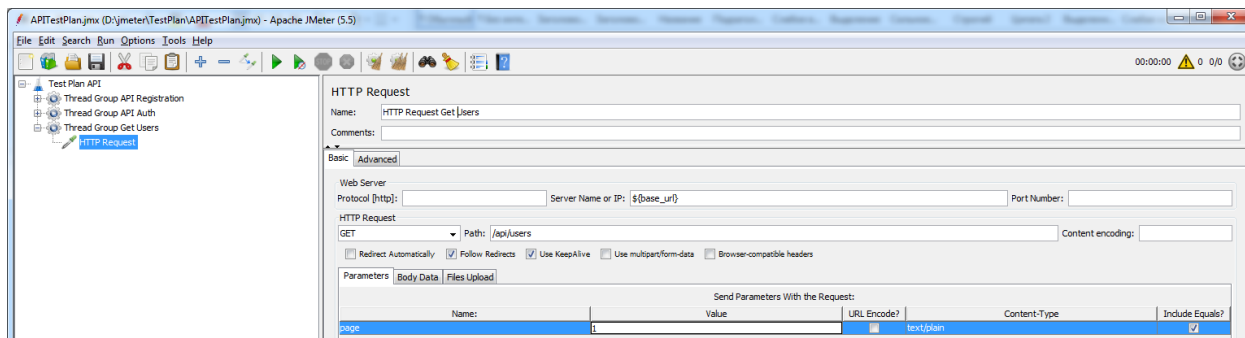 APITestPlan.jmx (D:\jmeter\TestPlan\APITestPlan.jmx) - Apache JMeter (5.5)
File Edit Search Run Options Tools Help
00:00:00 0 0/0
Test Plan API
Thread Group API Registration
Thread Group API Auth
Thread Group Get Users
HTTP Request
HTTP Request
Name: HTTP Request Get Users
Comments:
Basic Advanced
Web Server
Protocol [http]: Server Name or IP: ${base_url} Port Number:
HTTP Request
GET Path: /api/users Content encoding:
Redirect Automatically Follow Redirects Use KeepAlive Use multipart/form-data Browser-compatible headers
Parameters Body Data Files Upload
Send Parameters With the Request:
Name: Value URL Encode? Content-Type Include Equals?
page 1 text/plain